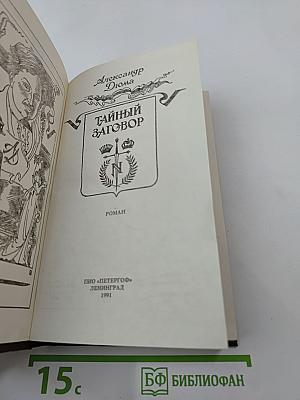 Александр
Дюма
ТАЙНЫЙ
ЗАГОВОР
N
РОМАН
ПИО «ПЕТЕРГОФ»
ЛЕНИНГРАД
1991
15с
БФ БИБЛИОФАН